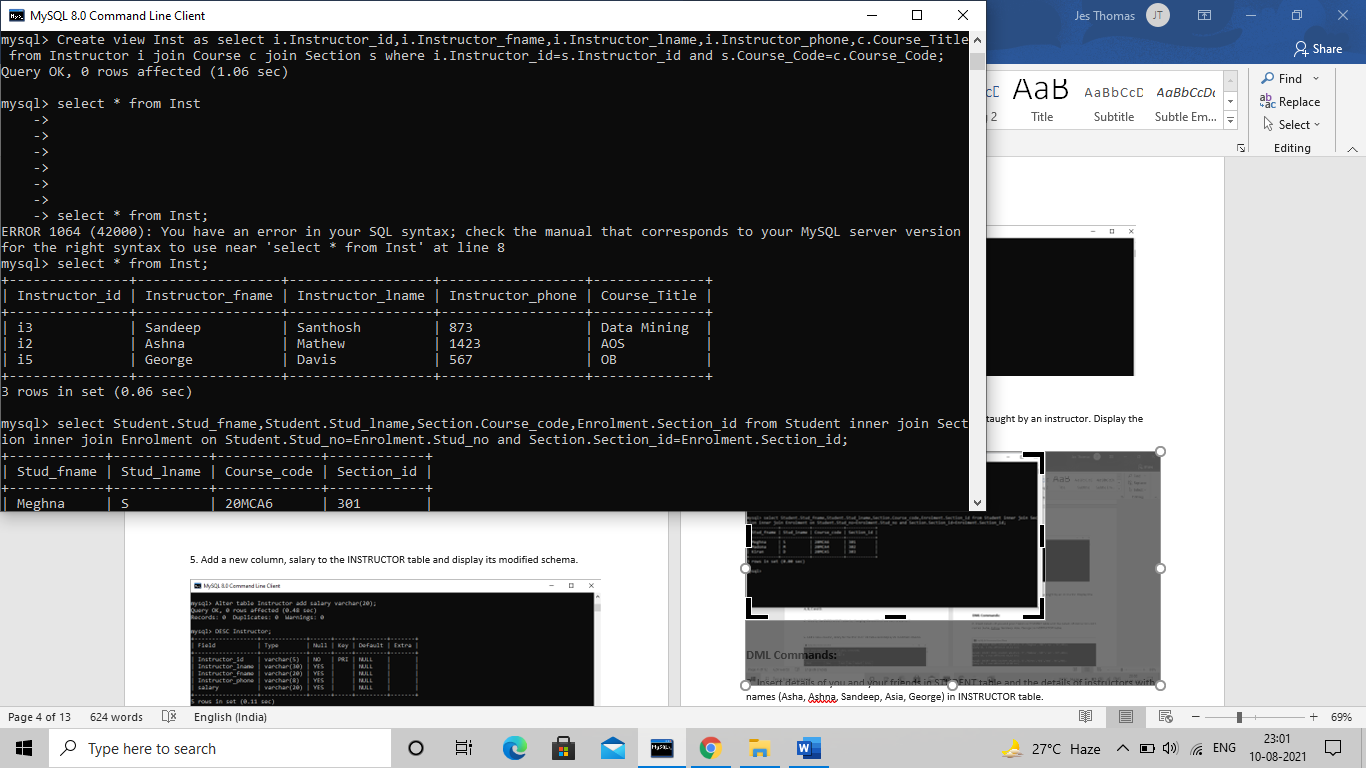 MySQL 8.0 Command Line Client
mysql> Create view Inst as select i.Instructor_id,i.Instructor_fname,i.Instructor_lname,i.Instructor_phone,c.Course_Title
from Instructor i join Course c join Section s where i.Instructor_id=s.Instructor_id and s.Course_Code=c.Course_Code;
Query OK, 0 rows affected (1.06 sec)
mysql> select * from Inst
->
->
->
->
->
->
-> select * from Inst;
ERROR 1064 (42000): You have an error in your SQL syntax; check the manual that corresponds to your MySQL server version
for the right syntax to use near 'select * from Inst' at line 8
mysql> select * from Inst;
+---------------+------------------+------------------+------------------+--------------+
| Instructor_id | Instructor_fname | Instructor_lname | Instructor_phone | Course_Title |
+---------------+------------------+------------------+------------------+--------------+
| i3 | Sandeep | Santhosh | 873 | Data Mining |
| i2 | Ashna | Mathew | 1423 | AOS |
| i5 | George | Davis | 567 | OB |
+---------------+------------------+------------------+------------------+--------------+
3 rows in set (0.06 sec)
mysql> select Student.Stud_fname,Student.Stud_lname,Section.Course_code,Enrolment.Section_id from Student inner join Sect
ion inner join Enrolment on Student.Stud_no=Enrolment.Stud_no and Section.Section_id=Enrolment.Section_id;
+------------+------------+-------------+------------+
| Stud_fname | Stud_lname | Course_code | Section_id |
+------------+------------+-------------+------------+
| Meghna | S | 20MCA6 | 301 |
Jes Thomas JT
Share
AaB AaBbCcD AaBbCcDc
2 Title Subtitle Subtle Em...
Find
Replace
Select
Editing
taught by an instructor. Display the
5. Add a new column, salary to the INSTRUCTOR table and display its modified schema.
MySQL 8.0 Command Line Client
mysql> Alter table Instructor add salary varchar(20);
Query OK, 0 rows affected (0.48 sec)
Records: 0 Duplicates: 0 Warnings: 0
mysql> DESC Instructor;
| Field | Type | Null | Key | Default | Extra |
| Instructor_id | varchar(5) | NO | PRI | NULL | |
| Instructor_lname | varchar(30) | YES | | NULL | |
| Instructor_fname | varchar(20) | YES | | NULL | |
| Instructor_phone | varchar(8) | YES | | NULL | |
| salary | varchar(20) | YES | | NULL | |
5 rows in set (0.11 sec)
DML Commands:
Insert details of you and your friends in STUDENT table and the details of instructors with
names (Asha, Ashna, Sandeep, Asia, George) in INSTRUCTOR table.
Page 4 of 13 624 words English (India) 69%
Type here to search
27°C Haze ENG 23:01
10-08-2021